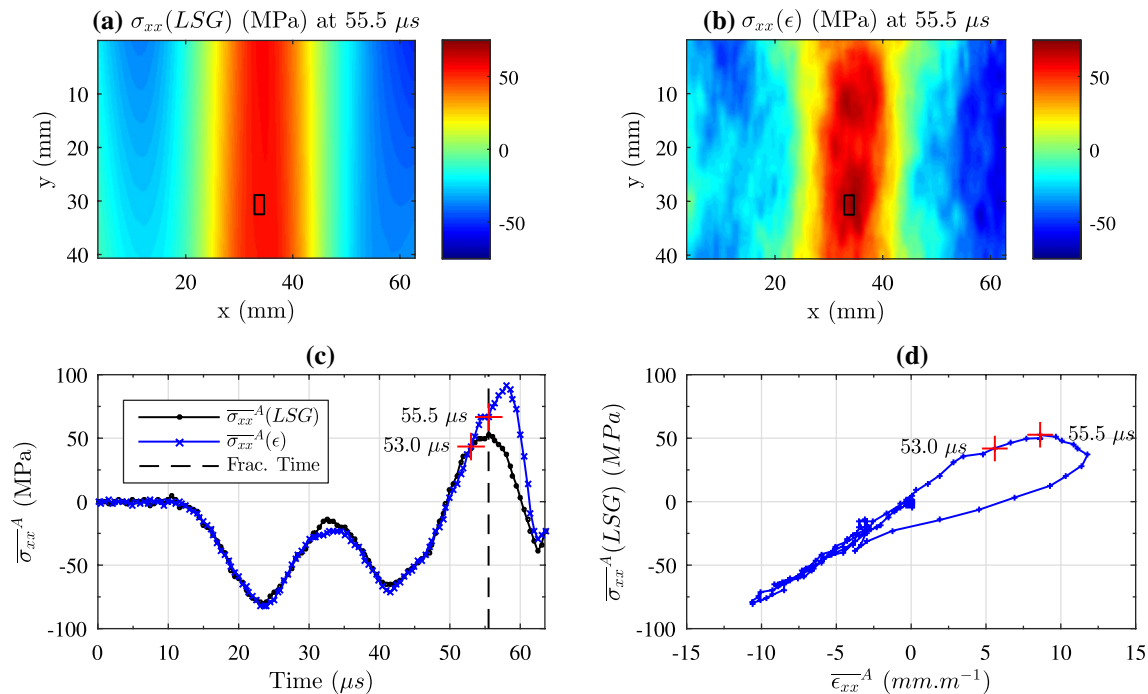 (a) σxx(LSG) (MPa) at 55.5 μs
(b) σxx(ϵ) (MPa) at 55.5 μs
y (mm)
10
20
30
40
20
40
60
x (mm)
50
0
-50
y (mm)
10
20
30
40
20
40
60
x (mm)
50
0
-50
(c)
σxx^A (MPa)
100
50
0
-50
-100
σxx^A(LSG)
σxx^A(ϵ)
Frac. Time
55.5 μs
53.0 μs
0
10
20
30
40
50
60
Time (μs)
(d)
σxx^A(LSG) (MPa)
100
50
0
-50
-100
53.0 μs
55.5 μs
-15
-10
-5
0
5
10
15
ϵxx^A (mm.m⁻¹)